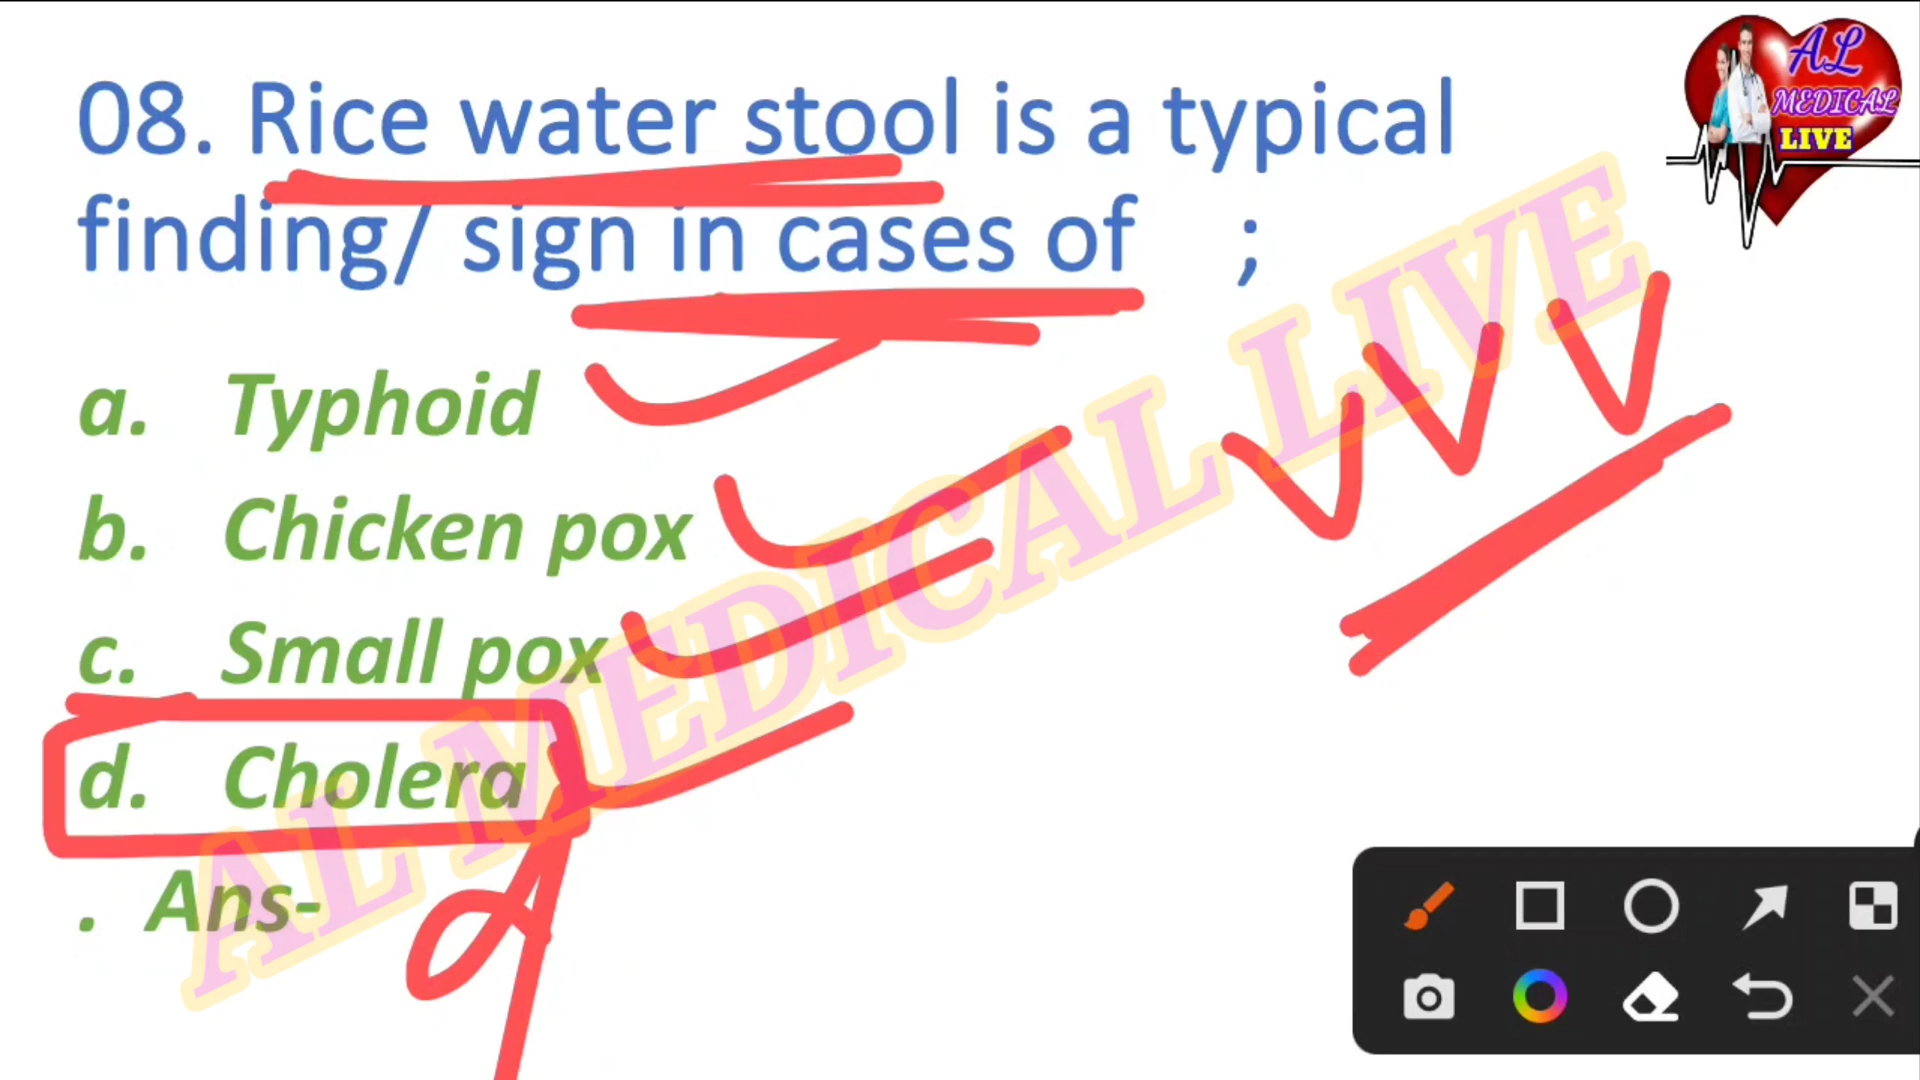 08. Rice water stool is a typical
finding/ sign in cases of ;
a. Typhoid
b. Chicken pox
c. Small pox
d. Cholera
. Ans-
d
VVV
AL MEDICAL LIVE
AL
MEDICAL
LIVE